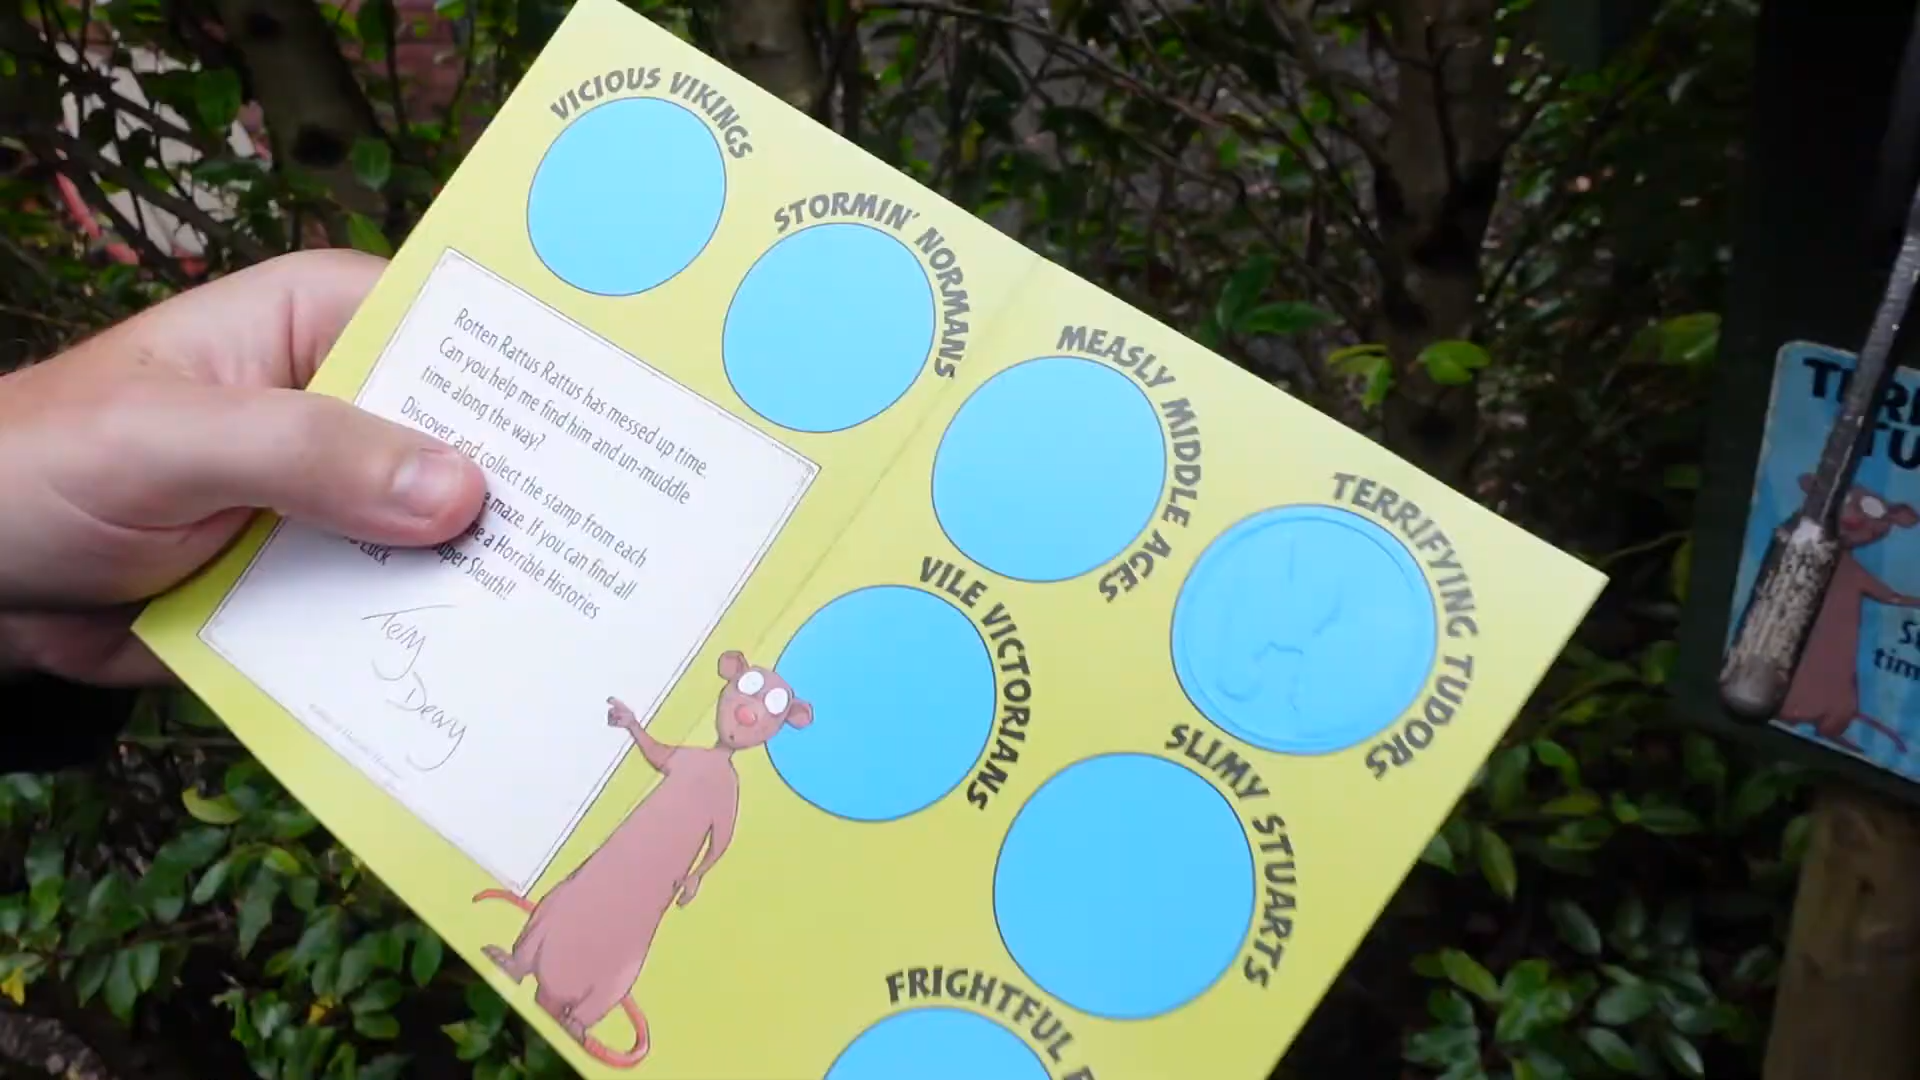 VICIOUS VIKINGS
STORMIN' NORMANS
MEASLY MIDDLE AGES
TERRIFYING TUDORS
Rotten Rattus Rattus has messed up time.
Can you help me find him and un-muddle
time along the way?
Discover and collect the stamp from each
maze. If you can find all
a Horrible Histories
Super Sleuth!!
Luck
Terry
Deary
VILE VICTORIANS
SLIMY STUARTS
FRIGHTFUL